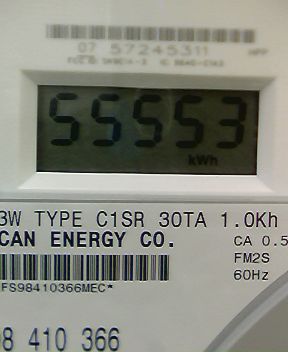 07 57245311
55553
kWh
3W TYPE C1SR 30TA 1.0Kh
CAN ENERGY CO.
CA 0.5
FM2S
60Hz
FS98410366MEC*
98 410 366